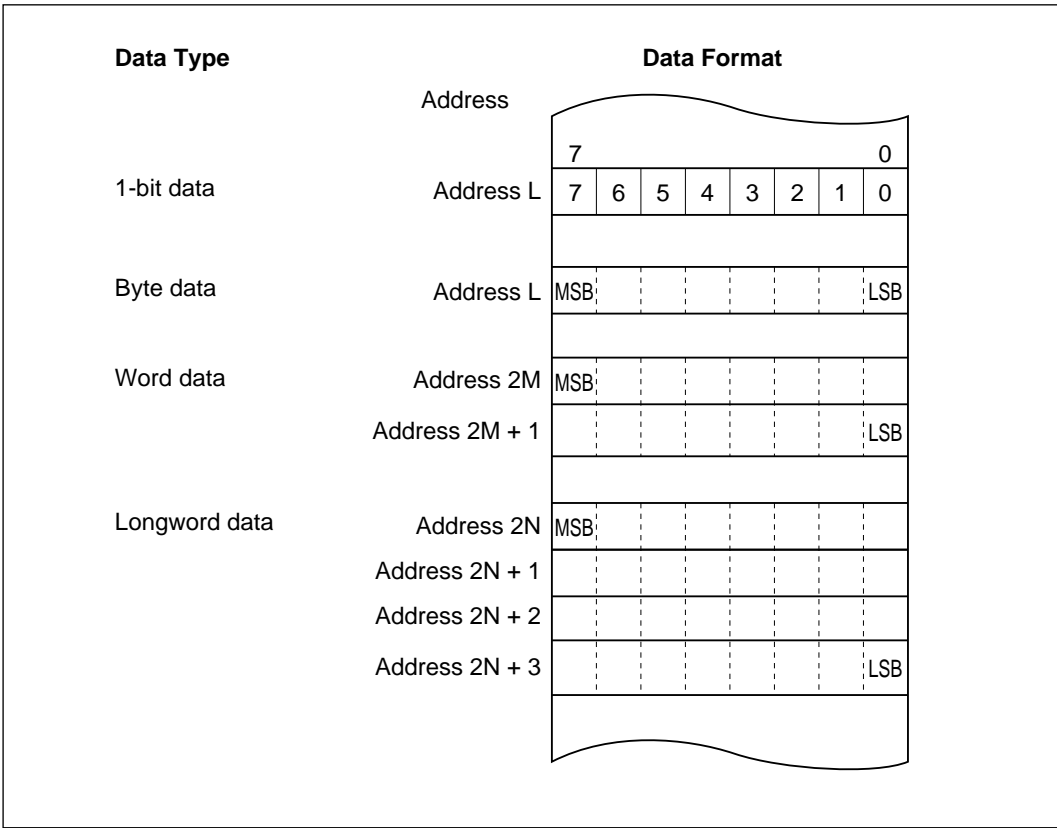 Data Type Data Format
Address
7 0
1-bit data Address L 7 6 5 4 3 2 1 0
Byte data Address L MSB LSB
Word data Address 2M MSB
Address 2M + 1 LSB
Longword data Address 2N MSB
Address 2N + 1
Address 2N + 2
Address 2N + 3 LSB